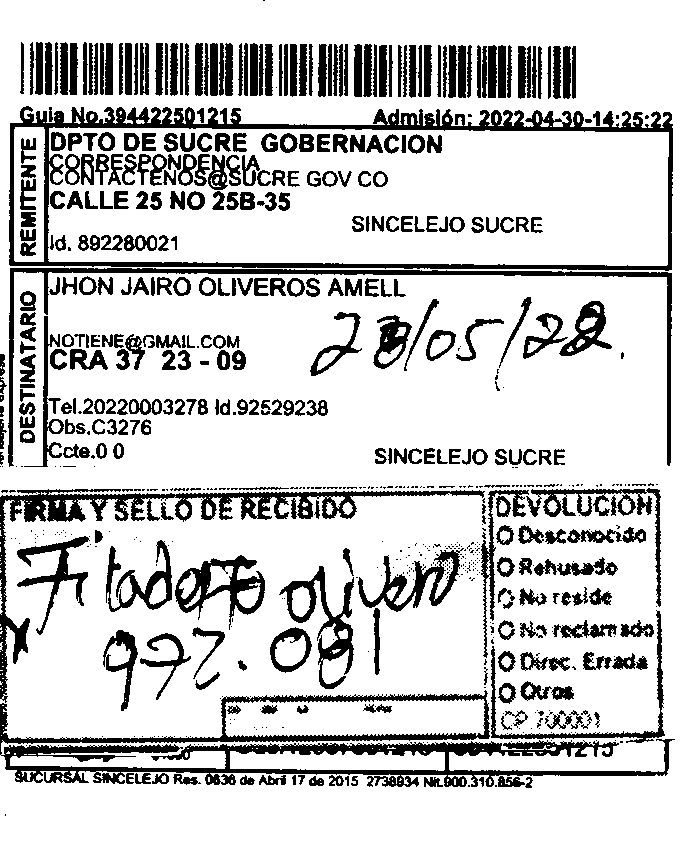 Guia No.394422501215 Admisión: 2022-04-30-14:25:22
REMITENTE
DPTO DE SUCRE GOBERNACION
CORRESPONDENCIA
CONTACTENOS@SUCRE GOV CO
CALLE 25 NO 25B-35
SINCELEJO SUCRE
Id. 892280021
DESTINATARIO
JHON JAIRO OLIVEROS AMELL
NOTIENE@GMAIL.COM
CRA 37 23 - 09
23/05/22.
Tel.20220003278 Id.92529238
Obs.C3276
Ccte.0 0
SINCELEJO SUCRE
FIRMA Y SELLO DE RECIBIDO
olivero
972.081
DEVOLUCION
Desconocido
Rehusado
No reside
No reclamado
Direc. Errada
Otros
CP 700001
SUCURSAL SINCELEJO Res. 0636 de Abril 17 de 2015 2738934 Nit.900.310.856-2